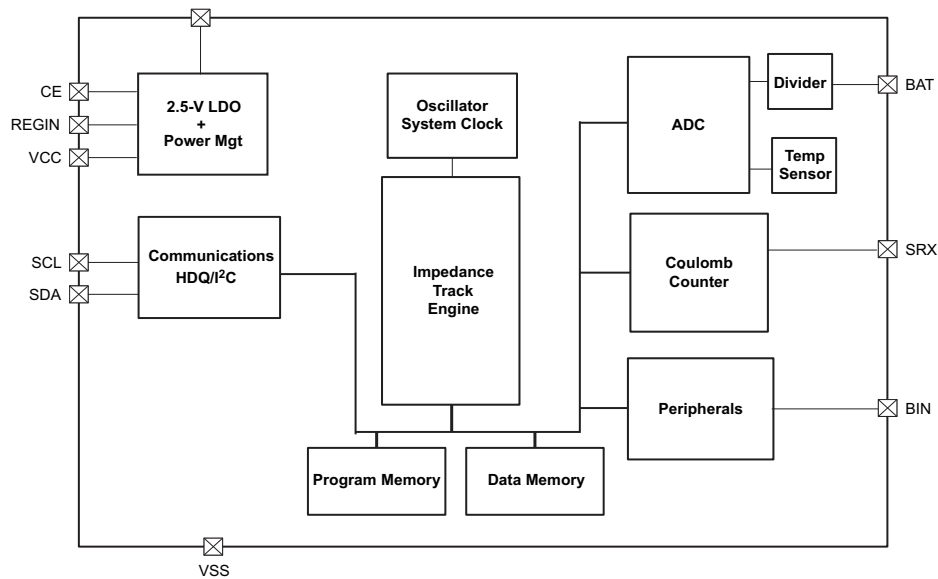 CE
REGIN
VCC
2.5-V LDO
+
Power Mgt
Oscillator
System Clock
ADC
Divider
BAT
Temp
Sensor
SCL
SDA
Communications
HDQ/I²C
Impedance
Track
Engine
Coulomb
Counter
SRX
Peripherals
BIN
Program Memory
Data Memory
VSS